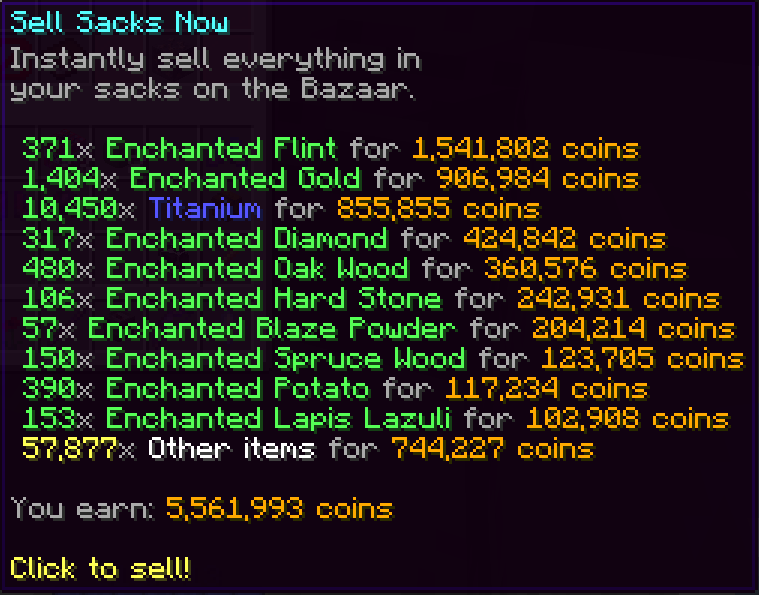 Sell Sacks Now
Instantly sell everything in
your sacks on the Bazaar.
371x Enchanted Flint for 1,541,802 coins
1,404x Enchanted Gold for 906,984 coins
10,450x Titanium for 855,855 coins
317x Enchanted Diamond for 424,842 coins
480x Enchanted Oak Wood for 360,576 coins
106x Enchanted Hard Stone for 242,931 coins
57x Enchanted Blaze Powder for 204,214 coins
150x Enchanted Spruce Wood for 123,705 coins
390x Enchanted Potato for 117,234 coins
153x Enchanted Lapis Lazuli for 102,908 coins
57,877x Other items for 744,227 coins
You earn: 5,561,993 coins
Click to sell!